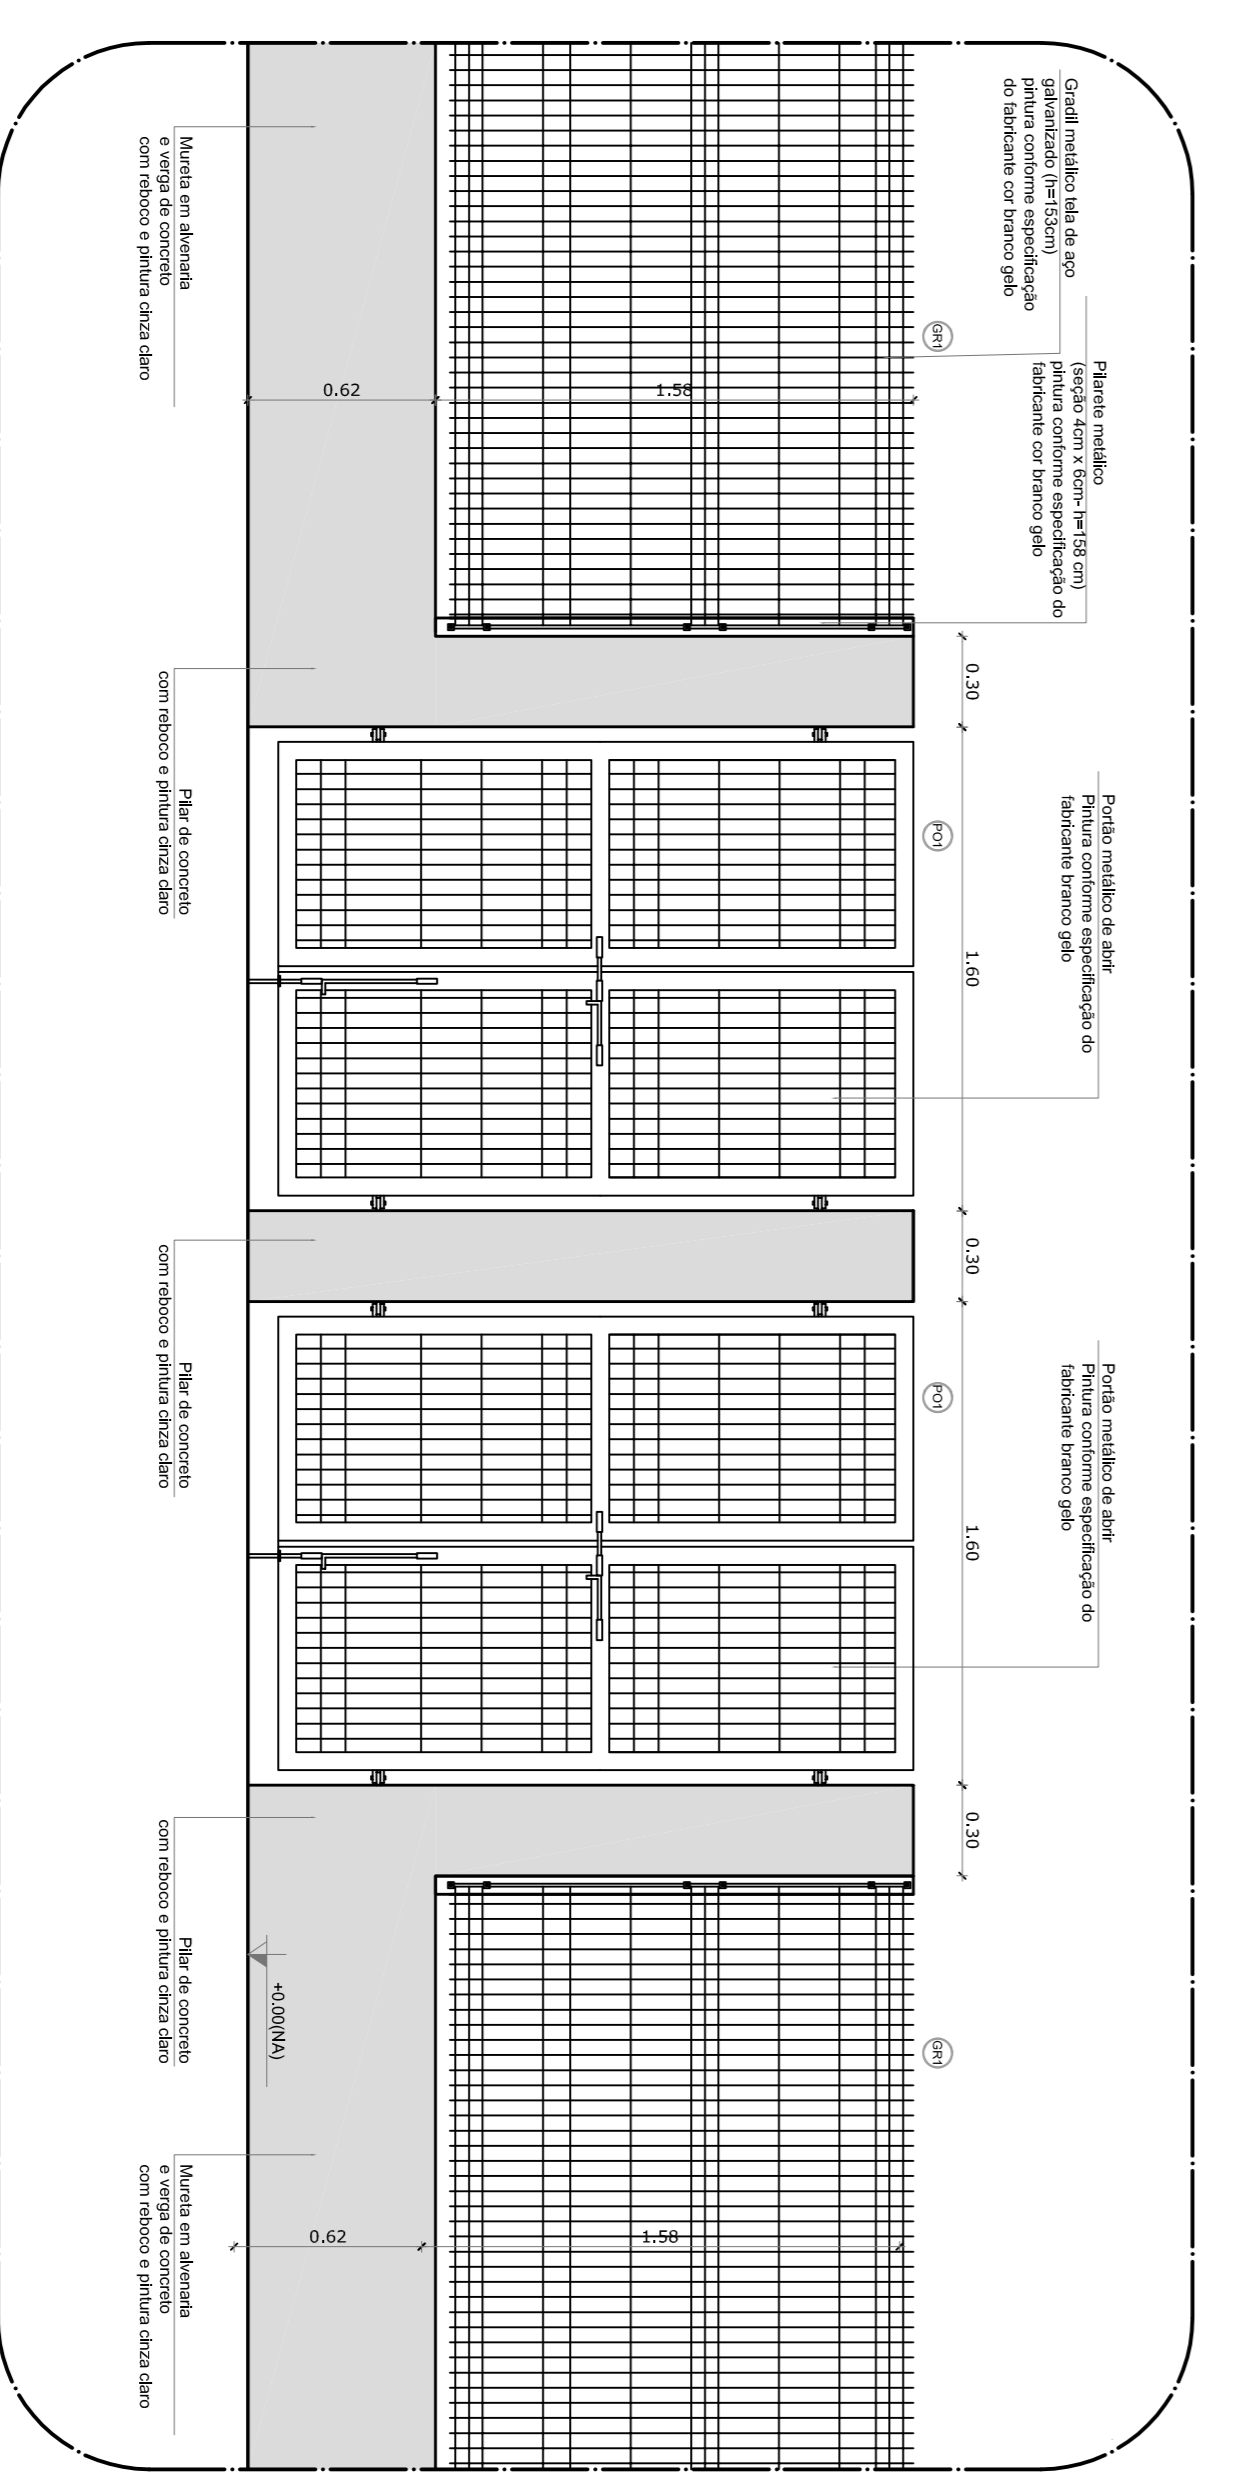 Gradil metálico tela de aço
galvanizado (h=153cm)
pintura conforme especificação
do fabricante cor branco gelo
Pilarete metálico
(seção 4cm x 6cm- h=158 cm)
pintura conforme especificação do
fabricante cor branco gelo
Portão metálico de abrir
Pintura conforme especificação do
fabricante branco gelo
Portão metálico de abrir
Pintura conforme especificação do
fabricante branco gelo
0.30
1.60
0.30
1.60
0.30
GR1
PO1
PO1
GR1
1.58
0.62
1.58
0.62
+0.00(NA)
Mureta em alvenaria
e verga de concreto
com reboco e pintura cinza claro
Pilar de concreto
com reboco e pintura cinza claro
Pilar de concreto
com reboco e pintura cinza claro
Pilar de concreto
com reboco e pintura cinza claro
Mureta em alvenaria
e verga de concreto
com reboco e pintura cinza claro